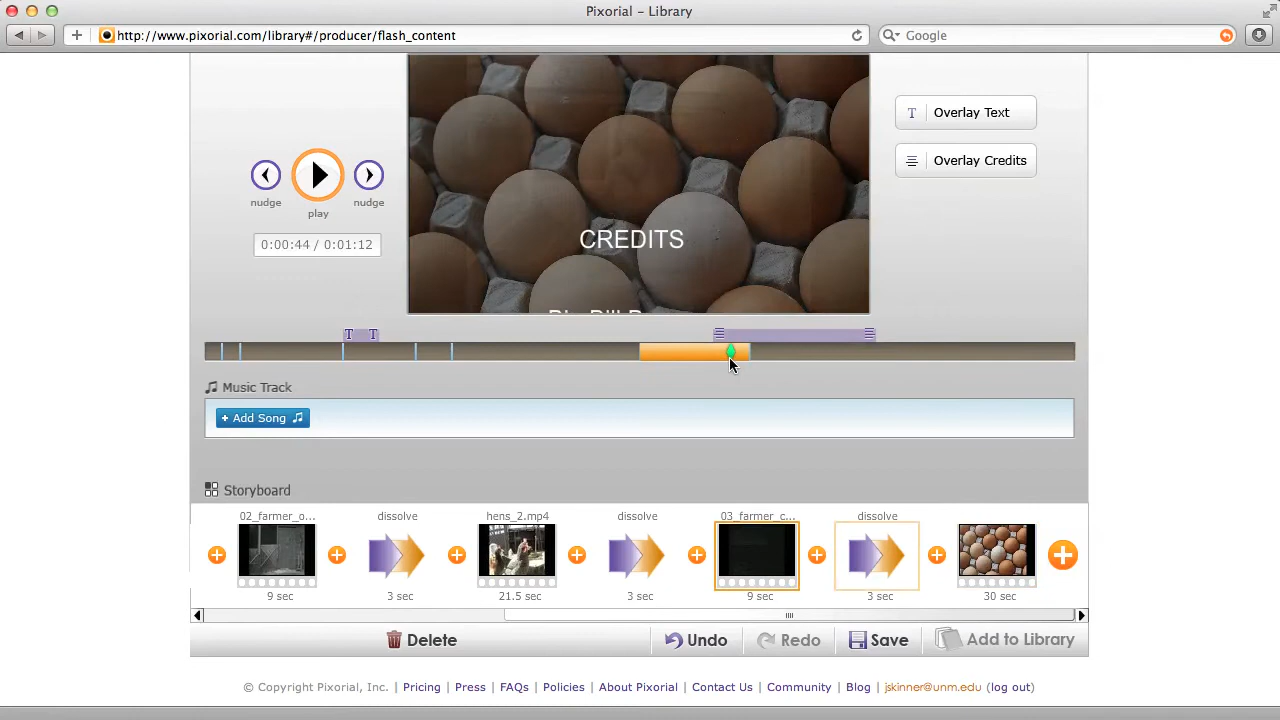 Pixorial – Library
http://www.pixorial.com/library#/producer/flash_content
Google
T Overlay Text
Overlay Credits
nudge
play
nudge
0:00:44 / 0:01:12
CREDITS
T T
Music Track
+ Add Song
Storyboard
02_farmer_o... dissolve hens_2.mp4 dissolve 03_farmer_c... dissolve
9 sec 3 sec 21.5 sec 3 sec 9 sec 3 sec 30 sec
Delete Undo Redo Save Add to Library
© Copyright Pixorial, Inc. | Pricing | Press | FAQs | Policies | About Pixorial | Contact Us | Community | Blog | jskinner@unm.edu (log out)